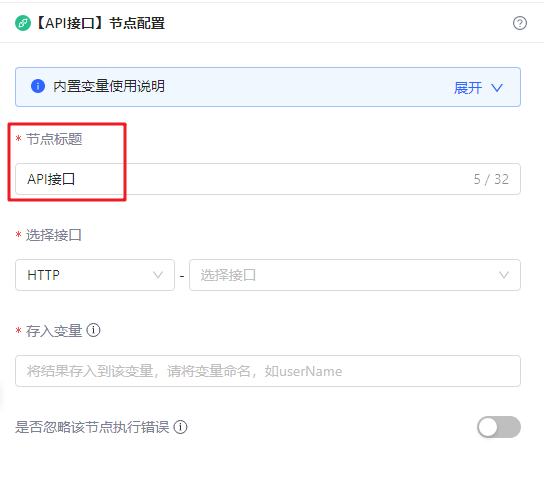 【API接口】节点配置
内置变量使用说明 展开
* 节点标题
API接口 5 / 32
* 选择接口
HTTP - 选择接口
* 存入变量
将结果存入到该变量，请将变量命名，如userName
是否忽略该节点执行错误